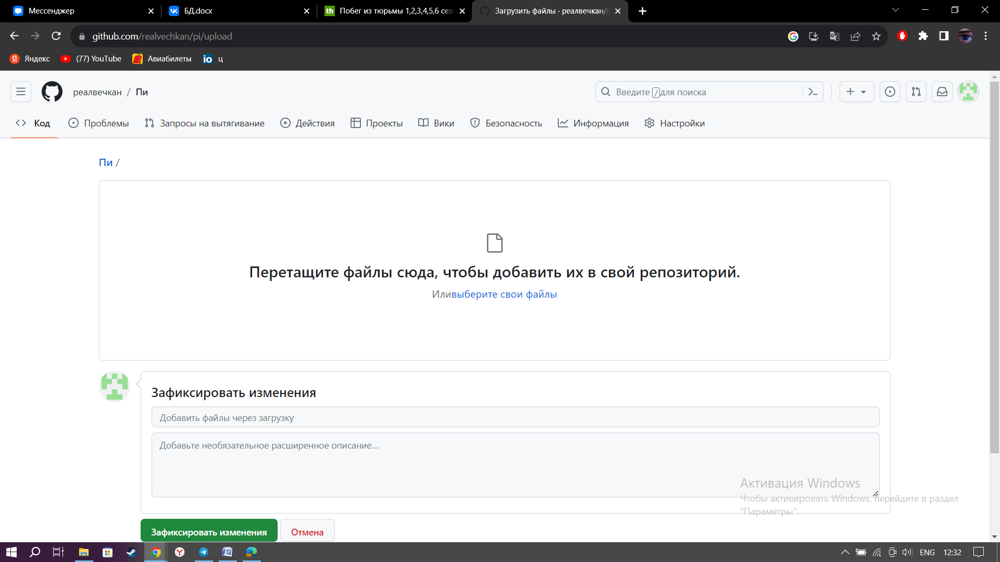 Мессенджер
БД.docx
Побег из тюрьмы 1,2,3,4,5,6 сез
Загрузить файлы · реалвечкан/п
github.com/realvechkan/pi/upload
Яндекс
(77) YouTube
Авиабилеты
io ц
реалвечкан / Пи
Введите / для поиска
Код
Проблемы
Запросы на вытягивание
Действия
Проекты
Вики
Безопасность
Информация
Настройки
Пи /
Перетащите файлы сюда, чтобы добавить их в свой репозиторий.
Иливыберите свои файлы
Зафиксировать изменения
Добавить файлы через загрузку
Добавьте необязательное расширенное описание...
Активация Windows
Чтобы активировать Windows, перейдите в раздел
"Параметры".
Зафиксировать изменения
Отмена
ENG
12:32